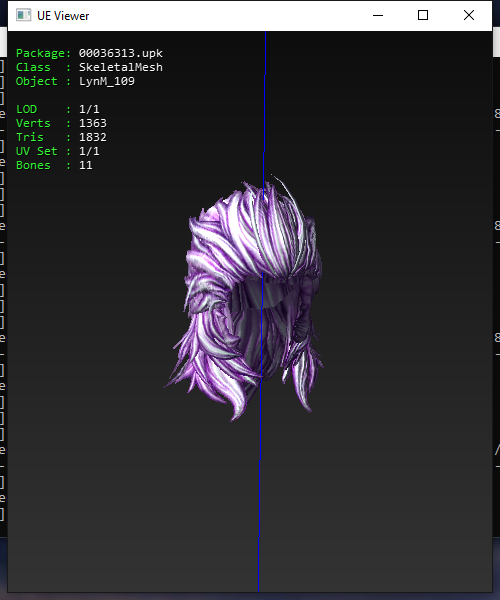 UE Viewer
Package: 00036313.upk
Class  : SkeletalMesh
Object : LynM_109
LOD    : 1/1
Verts  : 1363
Tris   : 1832
UV Set : 1/1
Bones  : 11